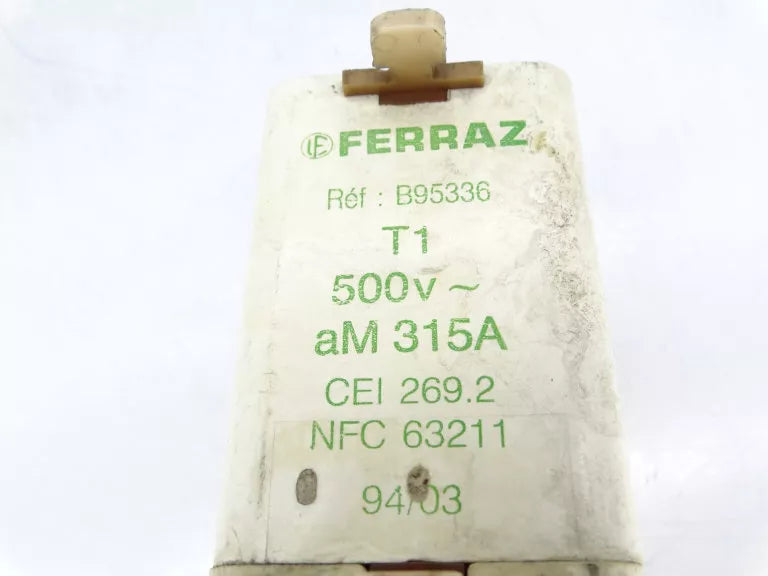 FERRAZ
Réf : B95336
T1
500v ~
aM 315A
CEI 269.2
NFC 63211
94/03